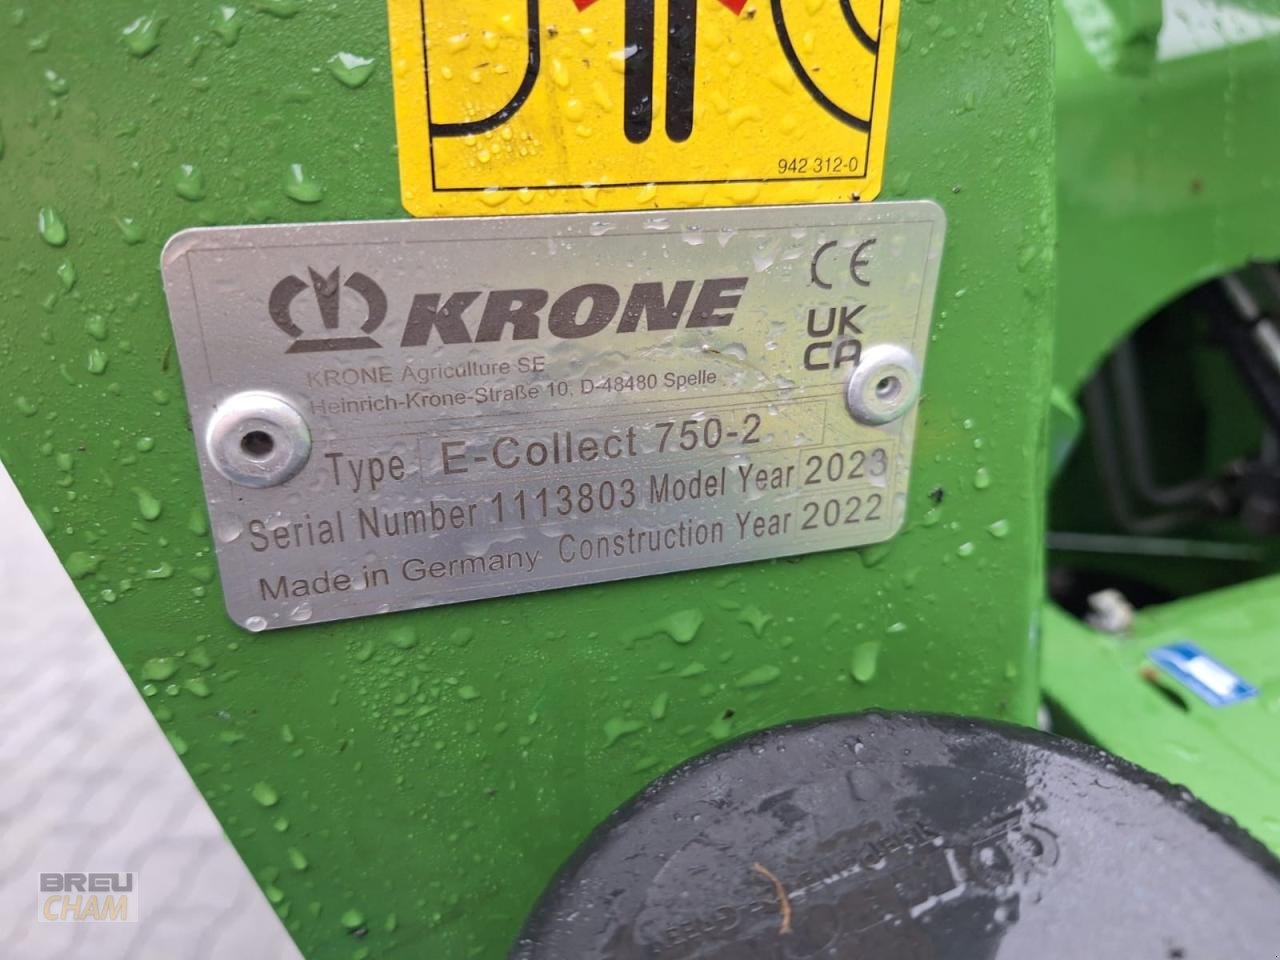 942 312-0
KRONE
CE
UK
CA
KRONE Agriculture SE
Heinrich-Krone-Straße 10, D-48480 Spelle
Type E-Collect 750-2
Serial Number 1113803 Model Year 2023
Made in Germany Construction Year 2022
BREU
CHAM